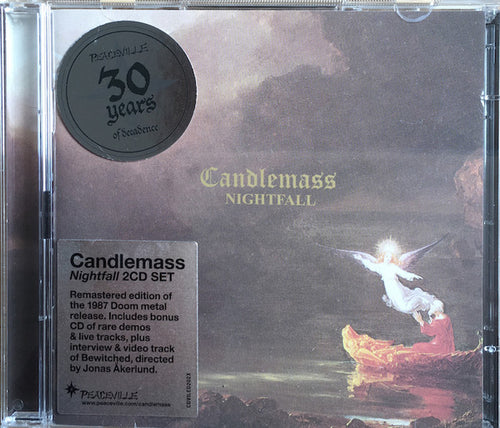 PEACEVILLE
30
years
of decadence
Candlemass
NIGHTFALL
Candlemass
Nightfall 2CD SET
Remastered edition of
the 1987 Doom metal
release. Includes bonus
CD of rare demos
& live tracks, plus
interview & video track
of Bewitched, directed
by Jonas Åkerlund.
PEACEVILLE
www.peaceville.com/candlemass